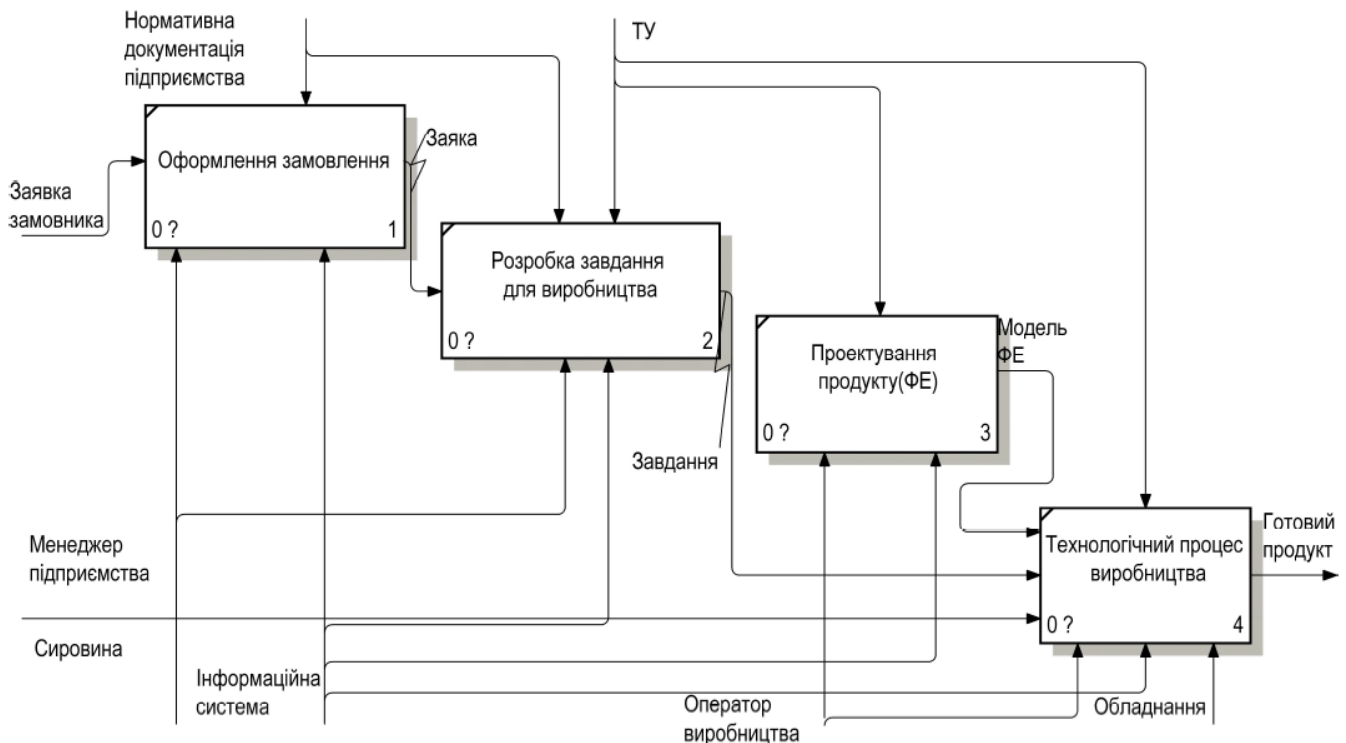 Нормативна
документація
підприємства
ТУ
Заявка
замовника
Оформлення замовлення
0 ?
1
Заяка
Розробка завдання
для виробництва
0 ?
2
Завдання
Проектування
продукту(ФЕ)
0 ?
3
Модель
ФЕ
Технологічний процес
виробництва
0 ?
4
Готовий
продукт
Менеджер
підприємства
Сировина
Інформаційна
система
Оператор
виробництва
Обладнання